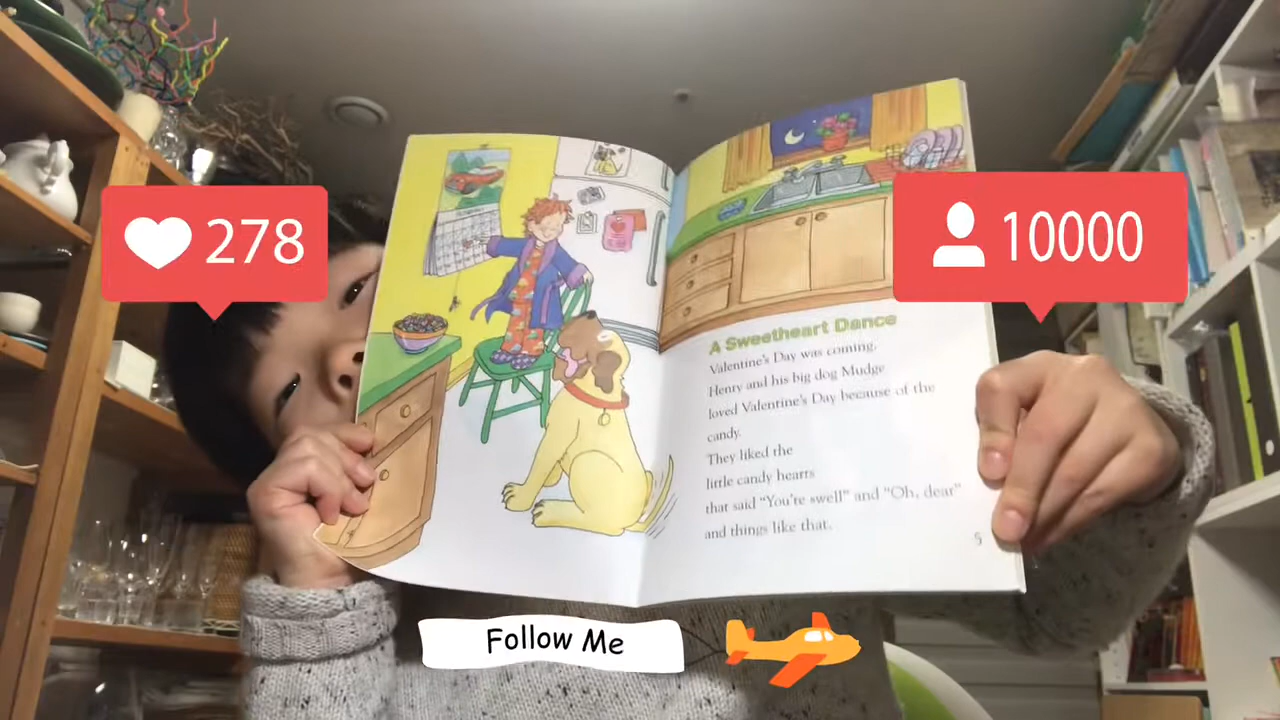 278
10000
A Sweetheart Dance
Valentine's Day was coming.
Henry and his big dog Mudge
loved Valentine's Day because of the
candy.
They liked the
little candy hearts
that said "You're swell" and "Oh, dear"
and things like that.
5
Follow Me